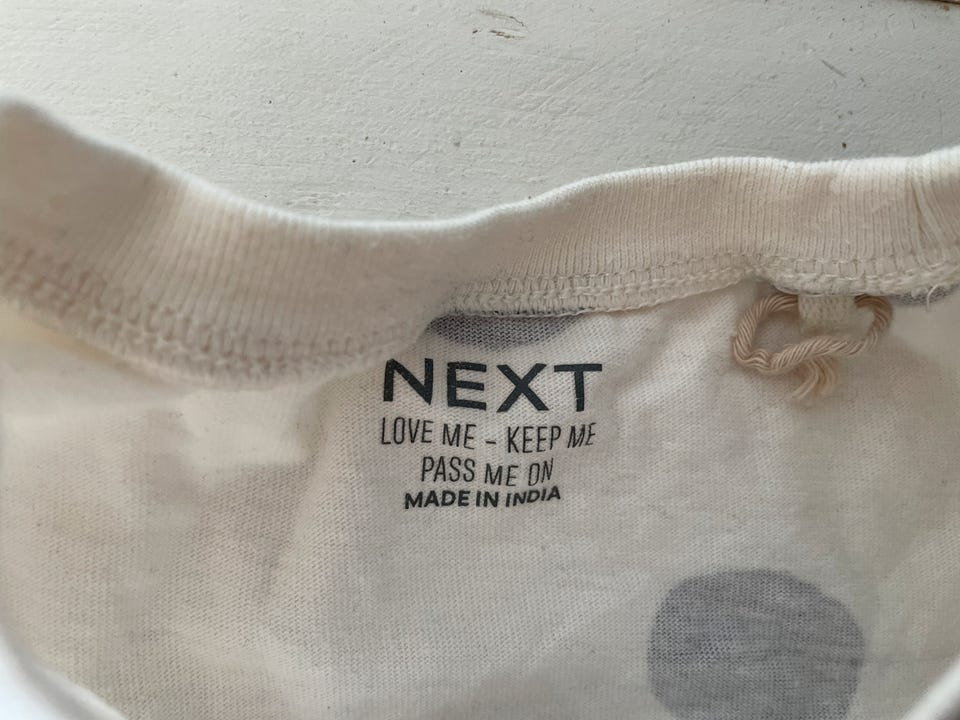 NEXT
LOVE ME - KEEP ME
PASS ME ON
MADE IN INDIA